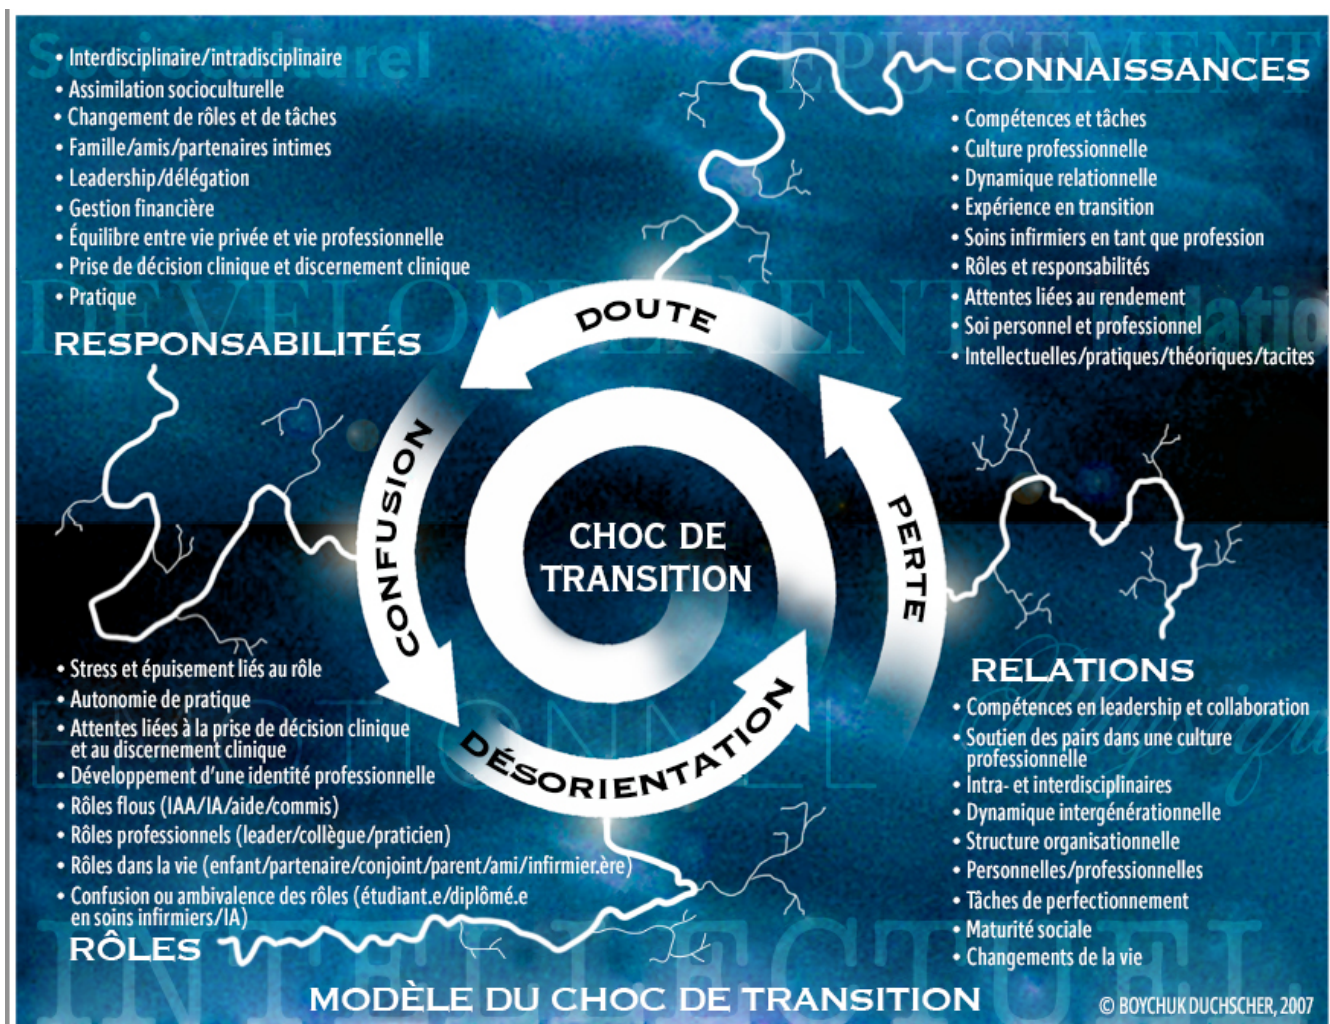 Socioculturel
• Interdisciplinaire/intradisciplinaire
• Assimilation socioculturelle
• Changement de rôles et de tâches
• Famille/amis/partenaires intimes
• Leadership/délégation
• Gestion financière
• Équilibre entre vie privée et vie professionnelle
• Prise de décision clinique et discernement clinique
• Pratique
RESPONSABILITÉS
ÉPUISEMENT
CONNAISSANCES
• Compétences et tâches
• Culture professionnelle
• Dynamique relationnelle
• Expérience en transition
• Soins infirmiers en tant que profession
• Rôles et responsabilités
• Attentes liées au rendement
• Soi personnel et professionnel
• Intellectuelles/pratiques/théoriques/tacites
DEVELOPPEMENT
DOUTE
CONFUSION
PERTE
DÉSORIENTATION
CHOC DE
TRANSITION
• Stress et épuisement liés au rôle
• Autonomie de pratique
• Attentes liées à la prise de décision clinique
et au discernement clinique
• Développement d'une identité professionnelle
• Rôles flous (IAA/IA/aide/commis)
• Rôles professionnels (leader/collègue/praticien)
• Rôles dans la vie (enfant/partenaire/conjoint/parent/ami/infirmier.ère)
• Confusion ou ambivalence des rôles (étudiant.e/diplômé.e
en soins infirmiers/IA)
RÔLES
RELATIONS
• Compétences en leadership et collaboration
• Soutien des pairs dans une culture
professionnelle
• Intra- et interdisciplinaires
• Dynamique intergénérationnelle
• Structure organisationnelle
• Personnelles/professionnelles
• Tâches de perfectionnement
• Maturité sociale
• Changements de la vie
INTELLECTUEL
MODÈLE DU CHOC DE TRANSITION
© BOYCHUK DUCHSCHER, 2007